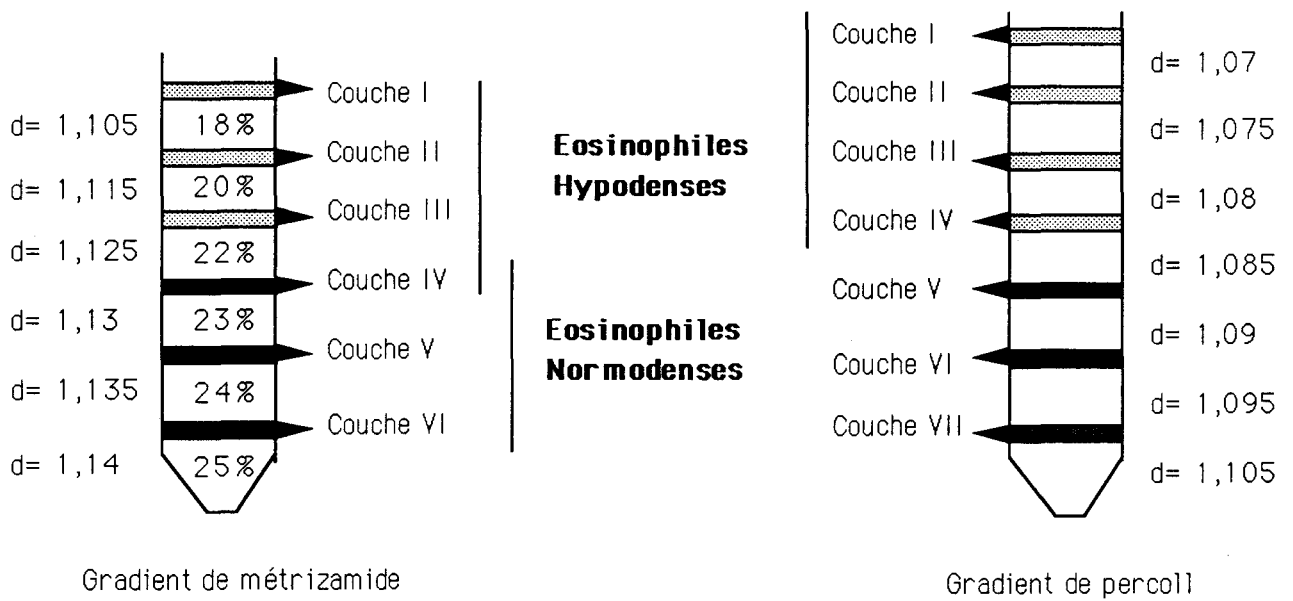 Couche I
d= 1,105
18%
Couche II
d= 1,115
20%
Couche III
d= 1,125
22%
Couche IV
d= 1,13
23%
Couche V
d= 1,135
24%
Couche VI
d= 1,14
25%
Gradient de métrizamide
Eosinophiles
Hypodenses
Eosinophiles
Normodenses
Couche I
d= 1,07
Couche II
d= 1,075
Couche III
d= 1,08
Couche IV
d= 1,085
Couche V
d= 1,09
Couche VI
d= 1,095
Couche VII
d= 1,105
Gradient de percoll